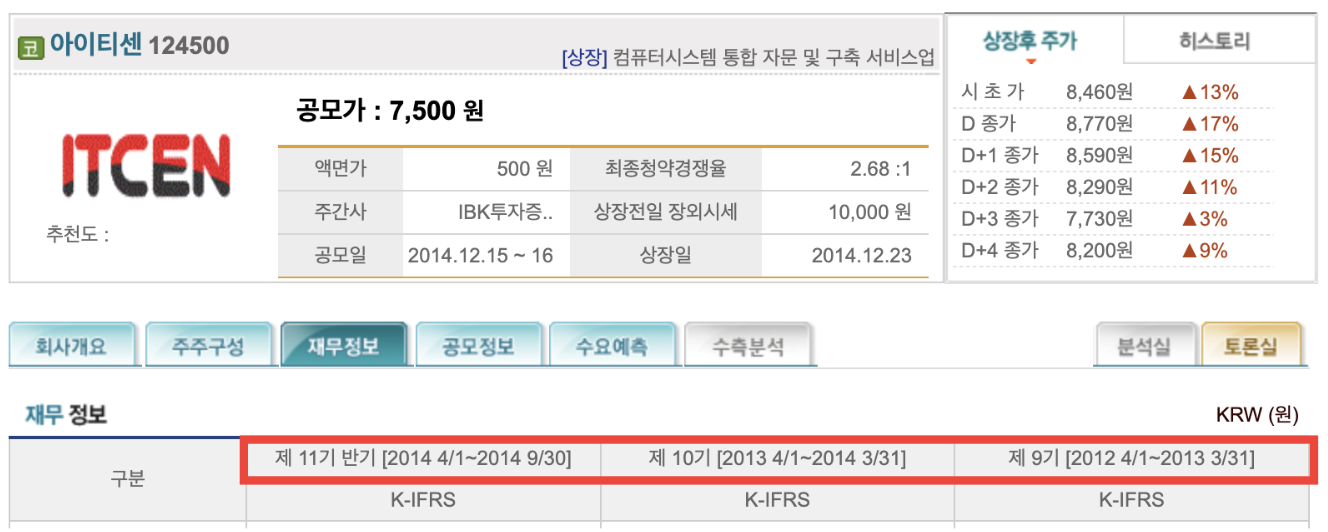 코 아이티센 124500
[상장] 컴퓨터시스템 통합 자문 및 구축 서비스업
공모가 : 7,500 원
ITCEN
추천도 :
액면가 500 원 최종청약경쟁율 2.68 :1
주간사 IBK투자증.. 상장전일 장외시세 10,000 원
공모일 2014.12.15 ~ 16 상장일 2014.12.23
상장후 주가 히스토리
시 초 가 8,460원 ▲13%
D 종가 8,770원 ▲17%
D+1 종가 8,590원 ▲15%
D+2 종가 8,290원 ▲11%
D+3 종가 7,730원 ▲3%
D+4 종가 8,200원 ▲9%
회사개요 주주구성 재무정보 공모정보 수요예측 수측분석 분석실 토론실
재무 정보 KRW (원)
구분 제 11기 반기 [2014 4/1~2014 9/30] 제 10기 [2013 4/1~2014 3/31] 제 9기 [2012 4/1~2013 3/31]
K-IFRS K-IFRS K-IFRS